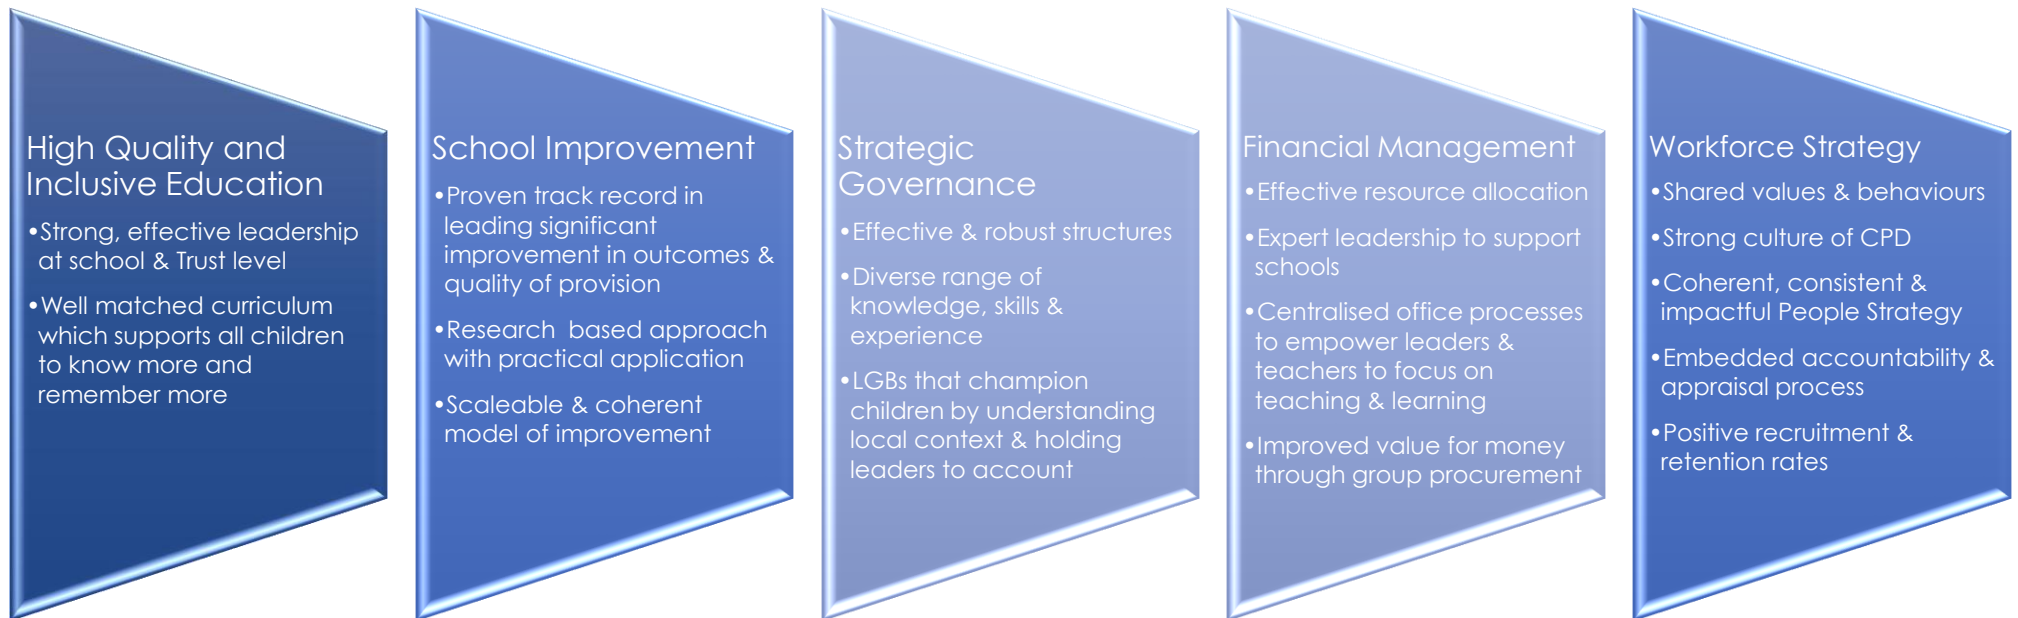 High Quality and
Inclusive Education
•Strong, effective leadership
at school & Trust level
•Well matched curriculum
which supports all children
to know more and
remember more
School Improvement
•Proven track record in
leading significant
improvement in outcomes &
quality of provision
•Research  based approach
with practical application
•Scaleable & coherent
model of improvement
Strategic
Governance
•Effective & robust structures
•Diverse range of
knowledge, skills &
experience
•LGBs that champion
children by understanding
local context & holding
leaders to account
Financial Management
•Effective resource allocation
•Expert leadership to support
schools
•Centralised office processes
to empower leaders &
teachers to focus on
teaching & learning
•Improved value for money
through group procurement
Workforce Strategy
•Shared values & behaviours
•Strong culture of CPD
•Coherent, consistent &
impactful People Strategy
•Embedded accountability &
appraisal process
•Positive recruitment &
retention rates